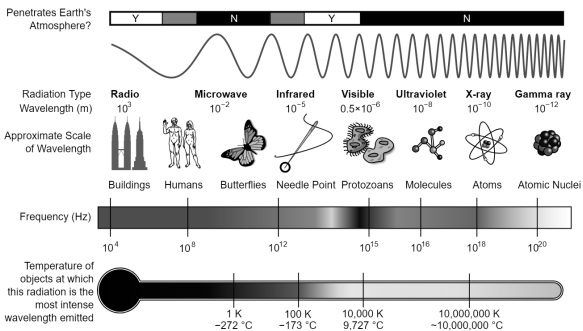 Penetrates Earth's
Atmosphere?
Y N Y N
Radiation Type
Radio Microwave Infrared Visible Ultraviolet X-ray Gamma ray
Wavelength (m)
10³ 10⁻² 10⁻⁵ 0.5×10⁻⁶ 10⁻⁸ 10⁻¹⁰ 10⁻¹²
Approximate Scale
of Wavelength
Buildings Humans Butterflies Needle Point Protozoans Molecules Atoms Atomic Nuclei
Frequency (Hz)
10⁴ 10⁸ 10¹² 10¹⁵ 10¹⁶ 10¹⁸ 10²⁰
Temperature of
objects at which
this radiation is the
most intense
wavelength emitted
1 K 100 K 10,000 K 10,000,000 K
−272 °C −173 °C 9,727 °C ~10,000,000 °C